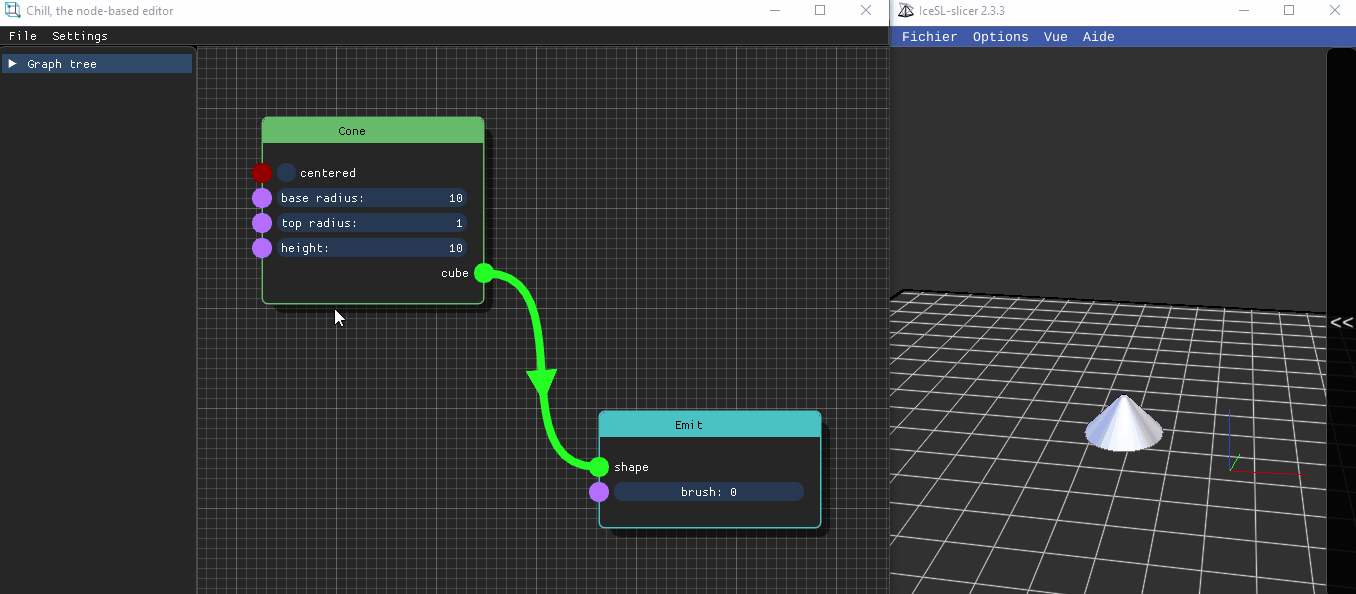 Chill, the node-based editor
File Settings
Graph tree
Cone
centered
base radius: 10
top radius: 1
height: 10
cube
Emit
shape
brush: 0
IceSL-slicer 2.3.3
Fichier Options Vue Aide
<<